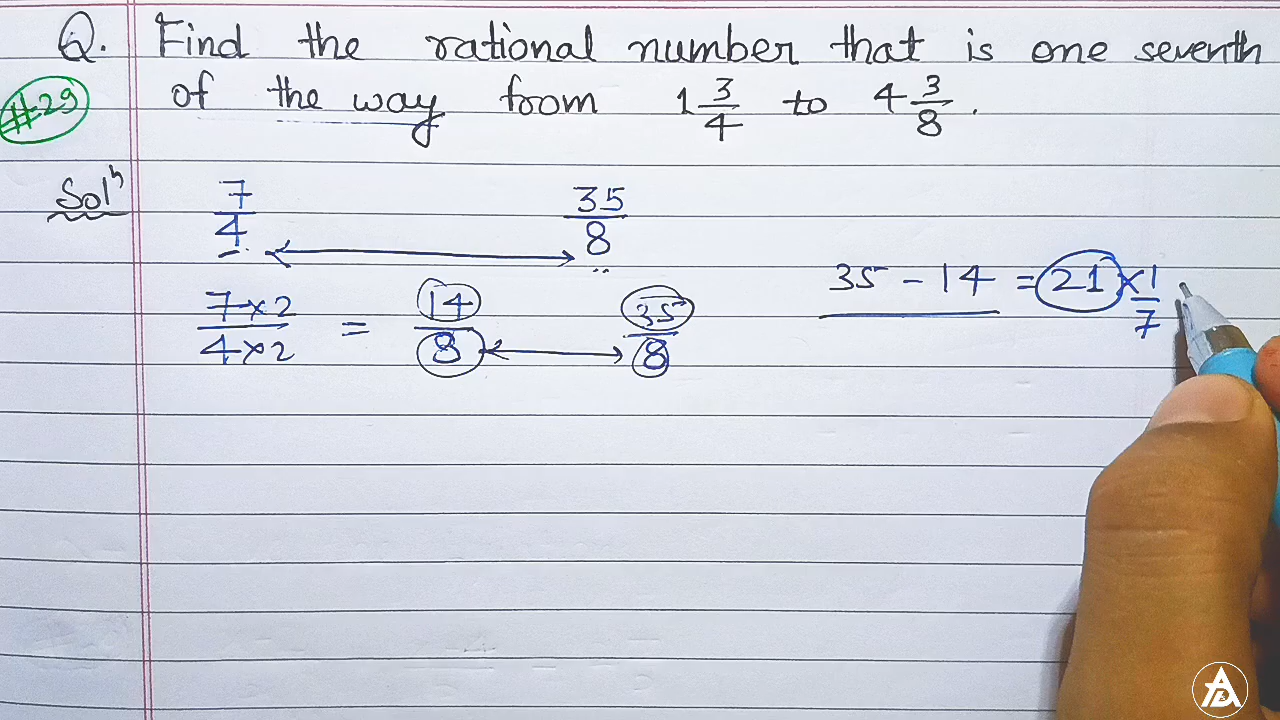 Q. Find the rational number that is one seventh
#29 of the way from 1 3/4 to 4 3/8.
Solⁿ 7/4 35/8
7×2/4×2 = 14/8 35/8
35 - 14 = 21 × 1/7